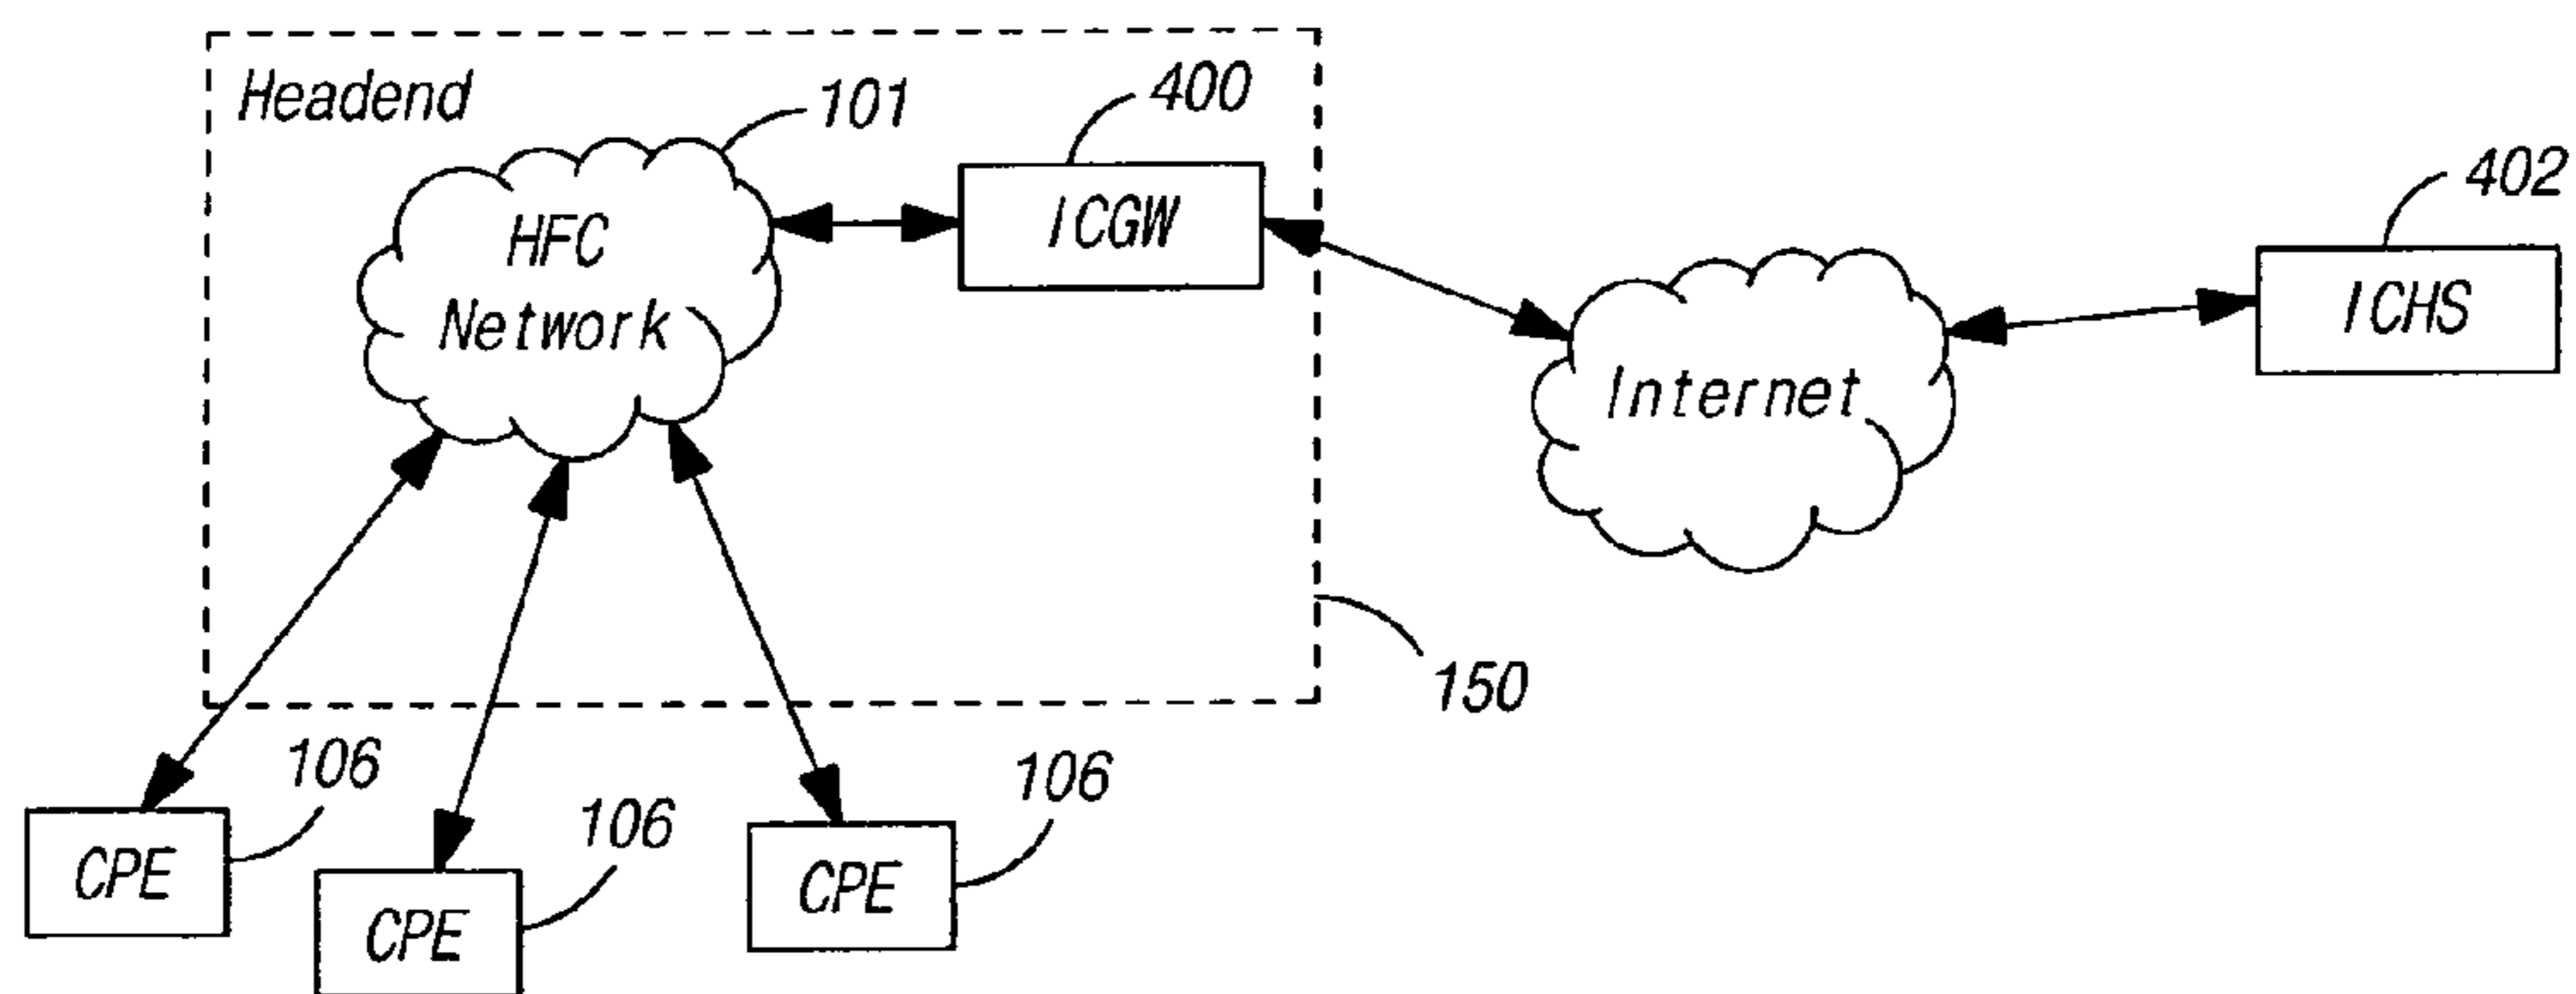 Headend
101
400
402
HFC
Network
ICGW
ICHS
Internet
150
106
106
106
CPE
CPE
CPE